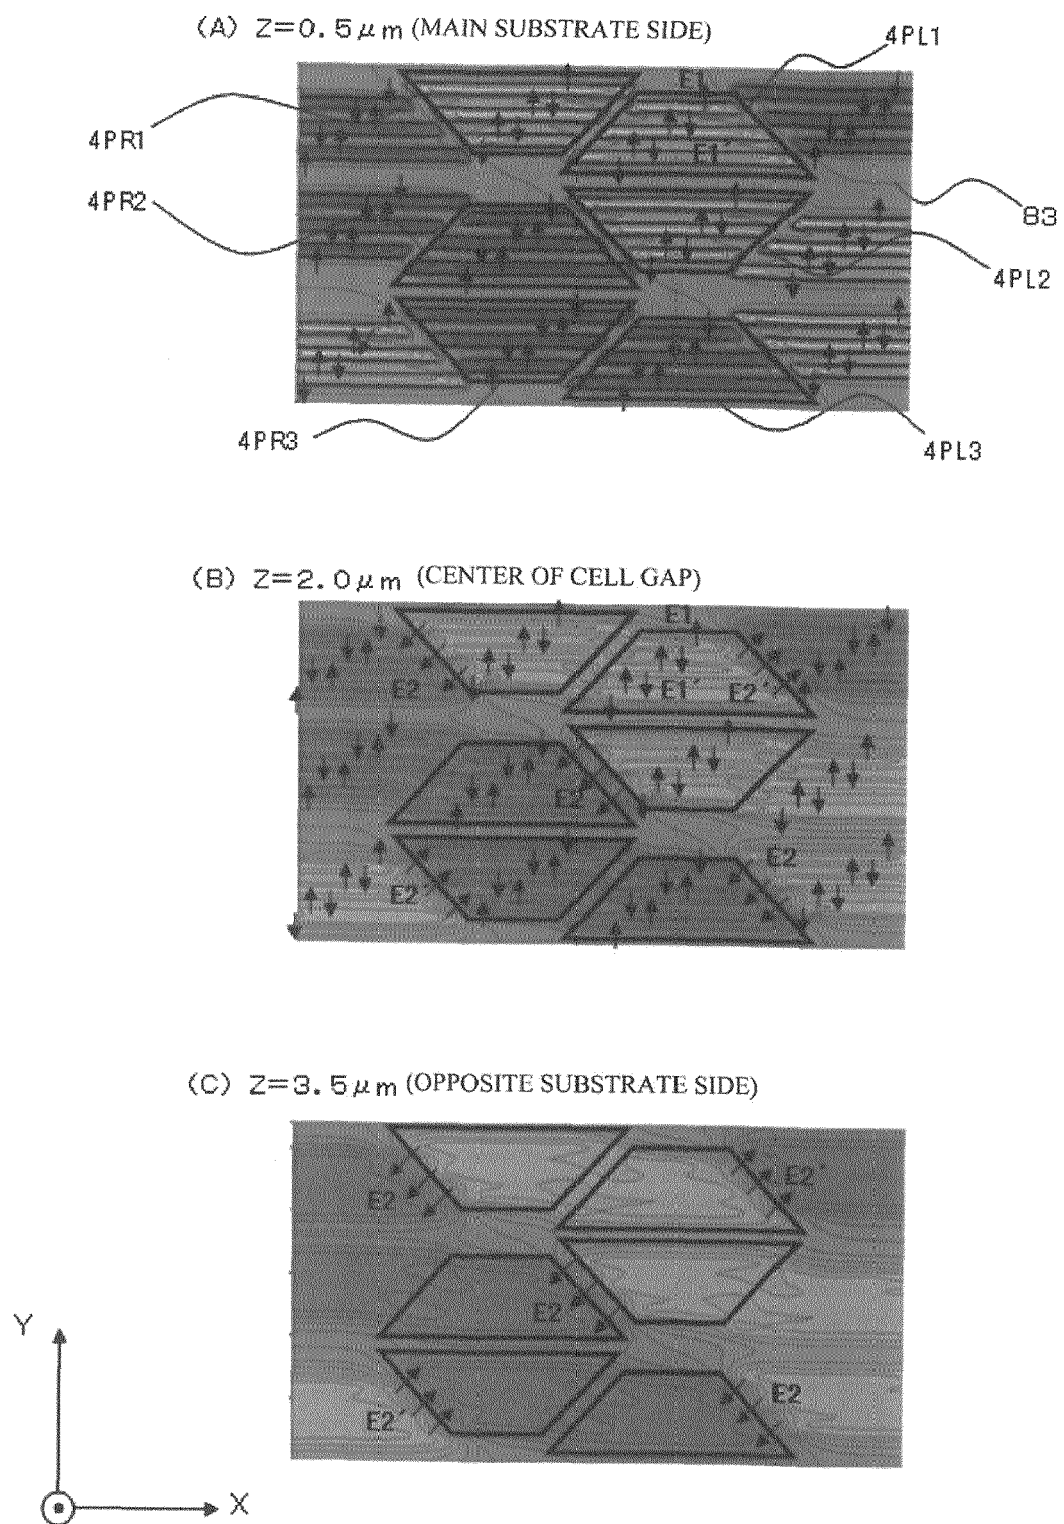 (A) Z=0.5μm (MAIN SUBSTRATE SIDE)
4PL1
E1
4PR1
E1´
4PR2
83
4PL2
4PR3
4PL3
(B) Z=2.0μm (CENTER OF CELL GAP)
E1
E2 E1´ E2´
E2
E2
E2´
(C) Z=3.5μm (OPPOSITE SUBSTRATE SIDE)
E2´
E2
E2
E2
E2´
Y
X